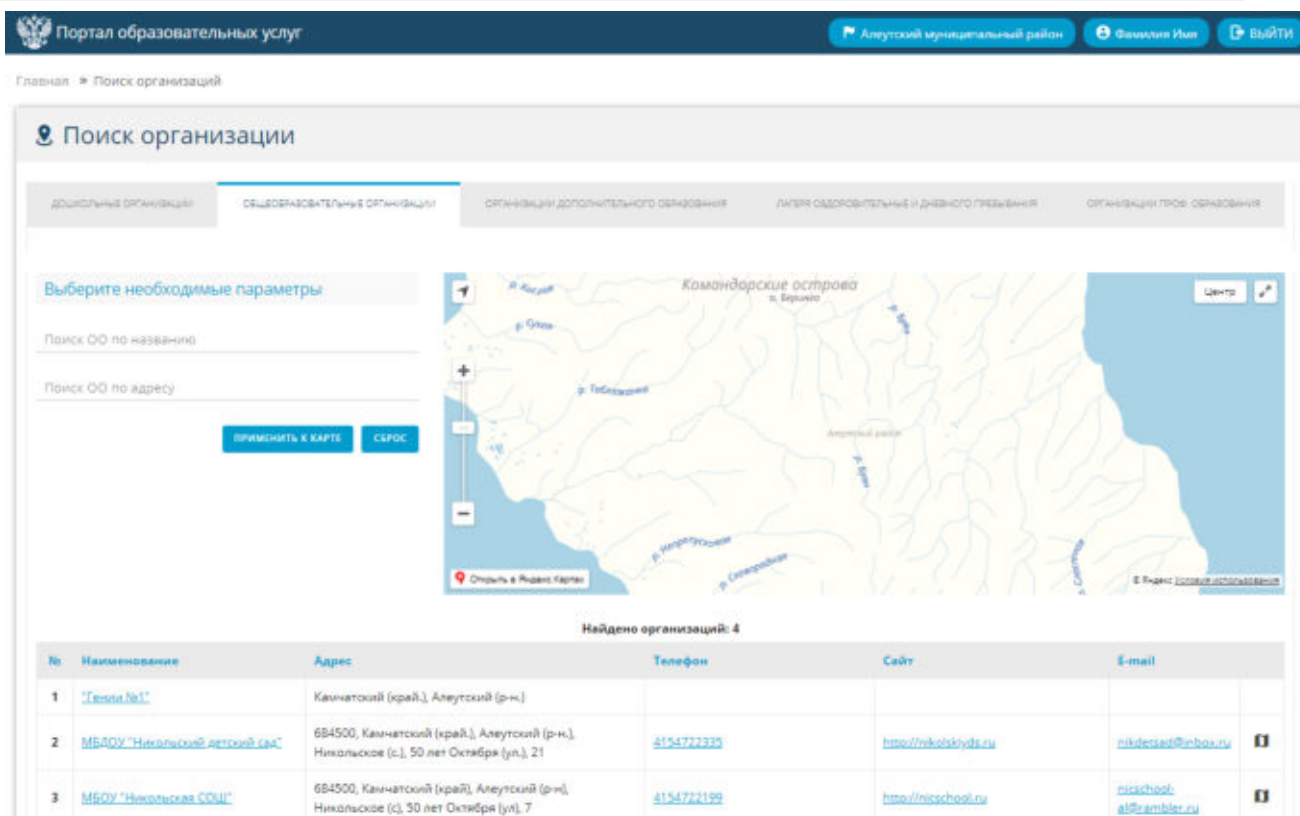 Портал образовательных услуг
Алеутский муниципальный район
Фамилия Имя
ВЫЙТИ
Главная » Поиск организаций
Поиск организации
ДОШКОЛЬНЫЕ ОРГАНИЗАЦИИ
ОБЩЕОБРАЗОВАТЕЛЬНЫЕ ОРГАНИЗАЦИИ
ОРГАНИЗАЦИИ ДОПОЛНИТЕЛЬНОГО ОБРАЗОВАНИЯ
ЛАГЕРЯ ОЗДОРОВИТЕЛЬНЫЕ И ДНЕВНОГО ПРЕБЫВАНИЯ
ОРГАНИЗАЦИИ ПРОФ. ОБРАЗОВАНИЯ
Выберите необходимые параметры
Поиск ОО по названию
Поиск ОО по адресу
ПРИМЕНИТЬ К КАРТЕ
СБРОС
Командорские острова
о. Беринга
Центр
Алеутский район
Открыть в Яндекс.Картах
© Яндекс Условия использования
Найдено организаций: 4
№ Наименование Адрес Телефон Сайт E-mail
1 "Гении №1" Камчатский (край.), Алеутский (р-н.)
2 МБДОУ "Никольский детский сад" 684500, Камчатский (край.), Алеутский (р-н.), 4154722335 http://nikolskiyds.ru nikdetsad@inbox.ru
Никольское (с.), 50 лет Октября (ул.), 21
3 МБОУ "Никольская СОШ" 684500, Камчатский (край), Алеутский (р-н), 4154722199 http://nicschool.ru nicschool-
Никольское (с), 50 лет Октября (ул), 7 al@rambler.ru